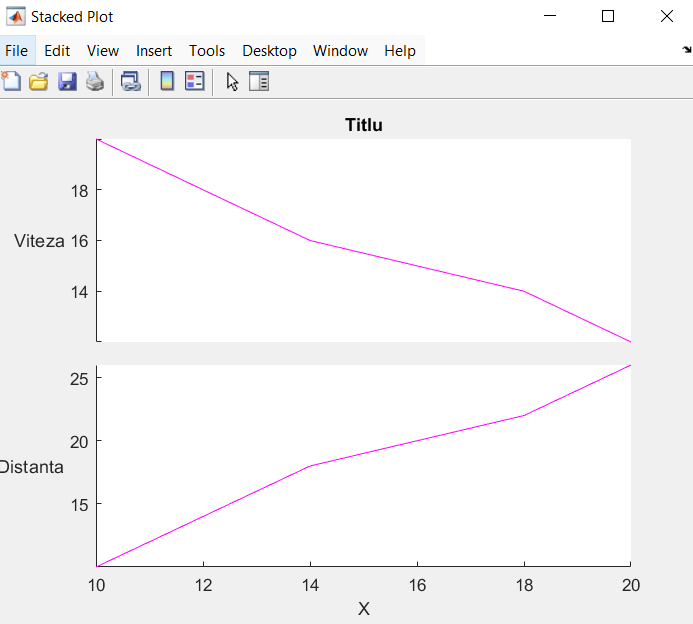 Stacked Plot
File Edit View Insert Tools Desktop Window Help
Titlu
18
Viteza 16
14
25
20
Distanta
15
10 12 14 16 18 20
X